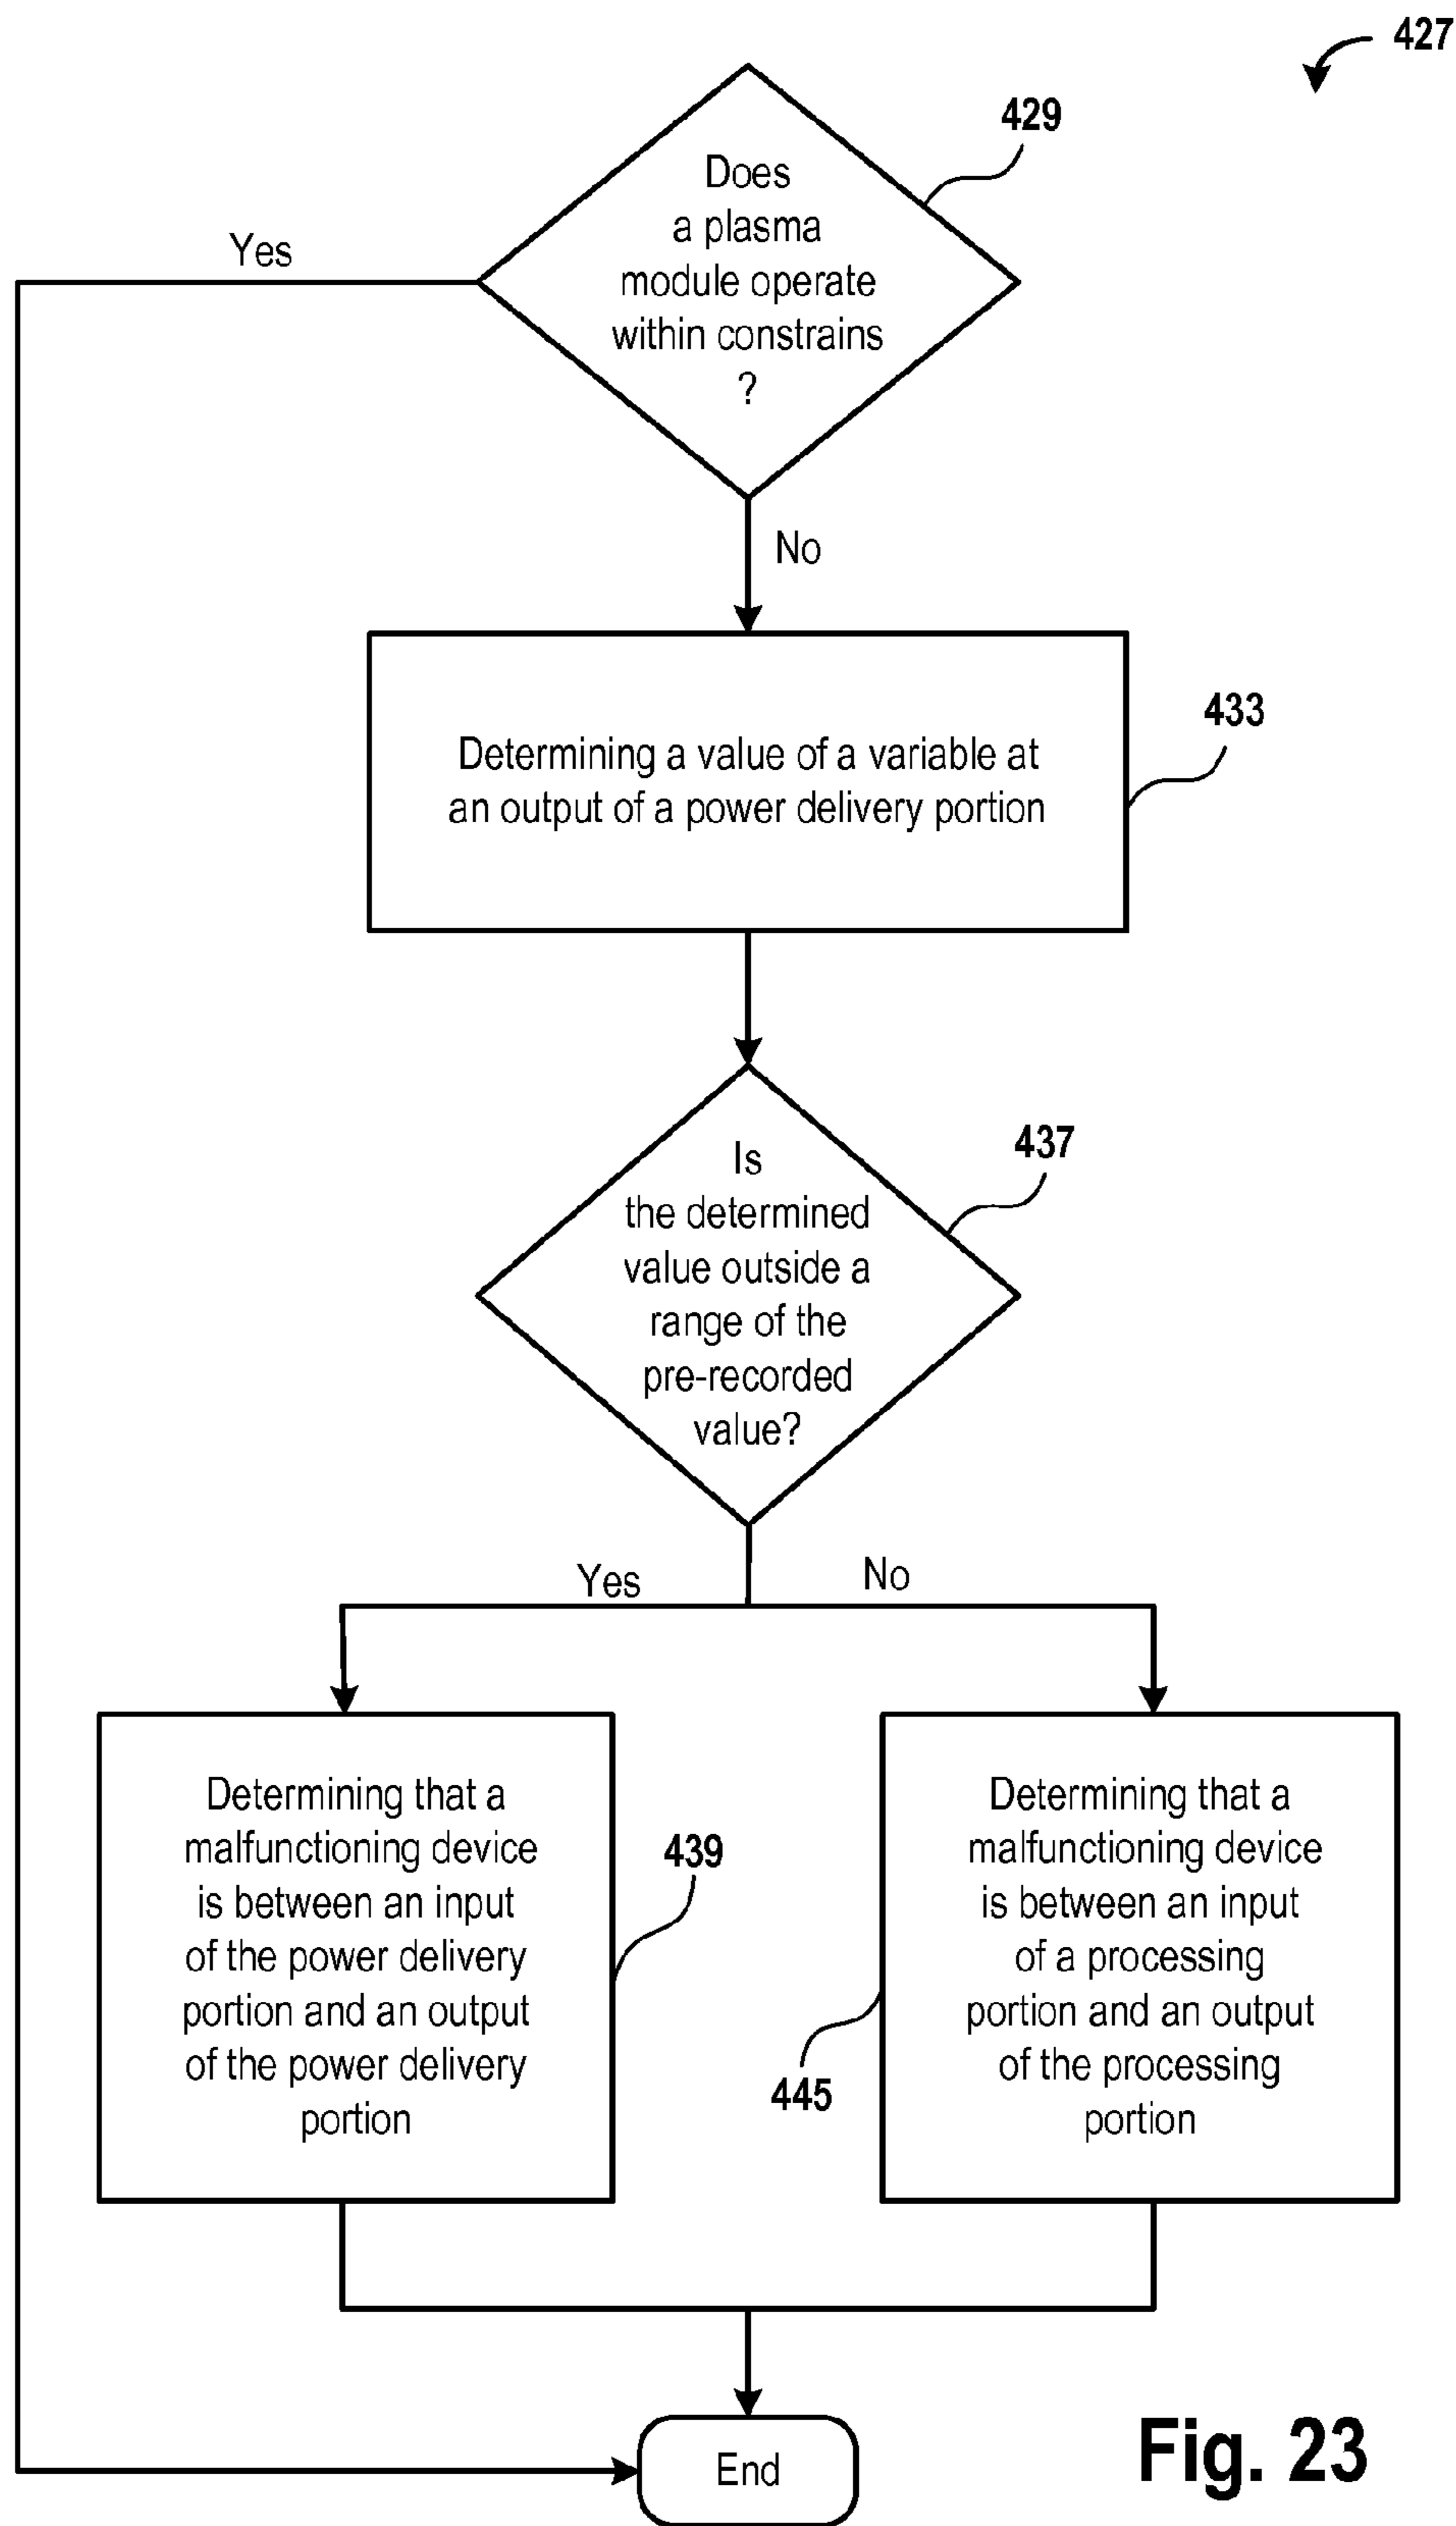 427
429
Does
a plasma
module operate
within constrains
?
Yes
No
Determining a value of a variable at
an output of a power delivery portion
433
437
Is
the determined
value outside a
range of the
pre-recorded
value?
Yes
No
Determining that a
malfunctioning device
is between an input
of the power delivery
portion and an output
of the power delivery
portion
439
Determining that a
malfunctioning device
is between an input
of a processing
portion and an output
of the processing
portion
445
End
Fig. 23